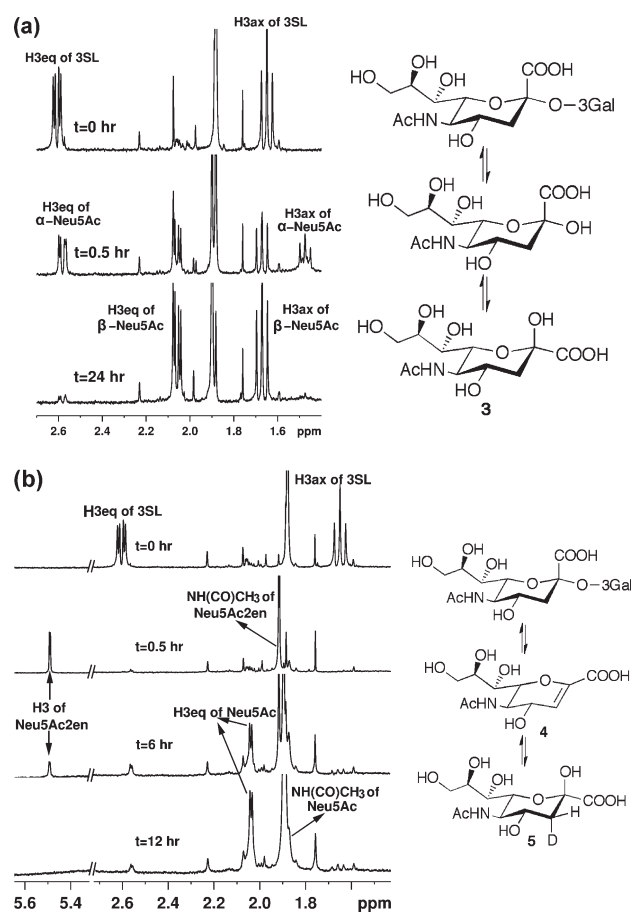 (a)
H3ax of 3SL
H3eq of 3SL
t=0 hr
H3eq of
α-Neu5Ac
H3ax of
α-Neu5Ac
t=0.5 hr
H3eq of
β-Neu5Ac
H3ax of
β-Neu5Ac
t=24 hr
2.6 2.4 2.2 2.0 1.8 1.6 ppm
HO OH OH COOH
O O-3Gal
AcHN HO
HO OH OH COOH
O OH
AcHN HO
HO OH OH OH
O COOH
AcHN HO
3
(b)
H3ax of 3SL
H3eq of 3SL
t=0 hr
NH(CO)CH3 of
Neu5Ac2en
t=0.5 hr
H3 of
Neu5Ac2en
H3eq of Neu5Ac
t=6 hr
NH(CO)CH3 of
Neu5Ac
t=12 hr
5.6 5.4 2.6 2.4 2.2 2.0 1.8 ppm
HO OH OH COOH
O O-3Gal
AcHN HO
HO OH OH
O COOH
AcHN HO
4
HO OH OH OH
O COOH
AcHN HO H
5 D